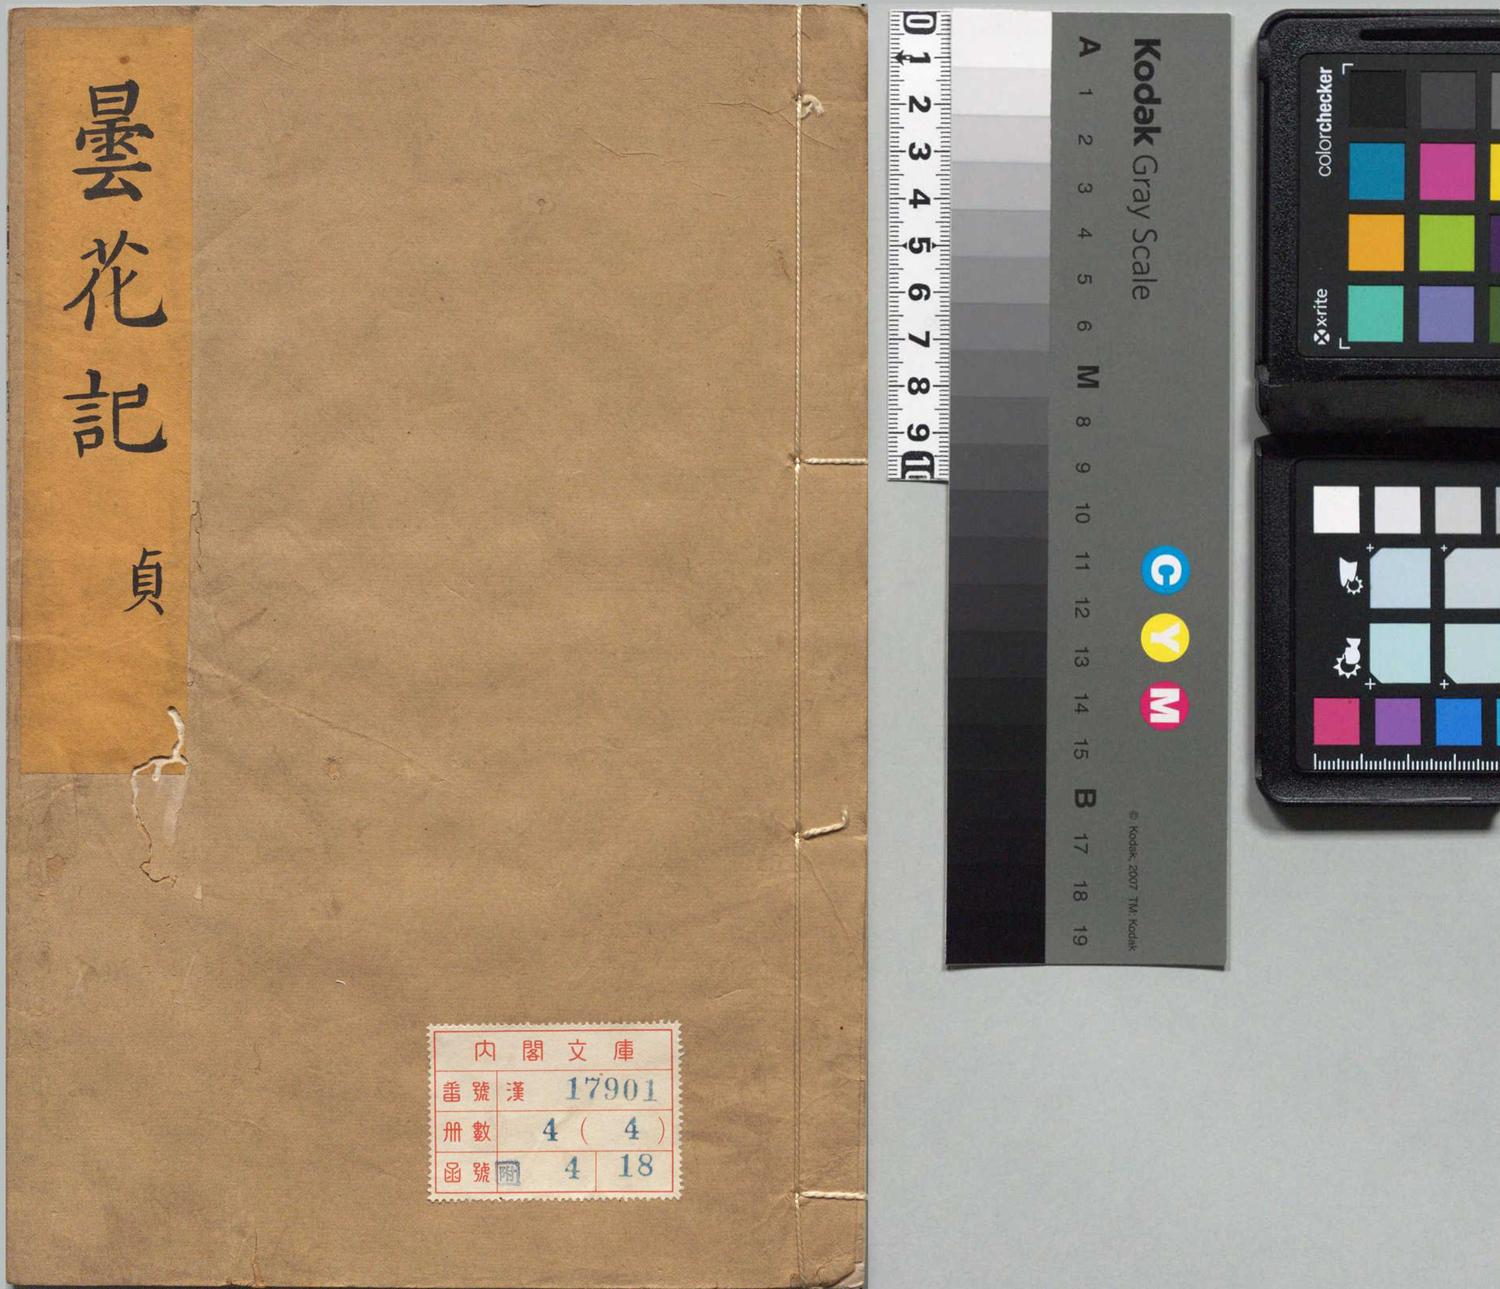 曇花記
貞
内閣文庫
番號 漢 17901
册數 4 ( 4 )
函號 附 4 18
0 1 2 3 4 5 6 7 8 9 10
A 1 2 3 4 5 6 M 8 9 10 11 12 13 14 15 B 17 18 19
Kodak Gray Scale
C Y M
© Kodak, 2007 TM: Kodak
colorchecker
x-rite